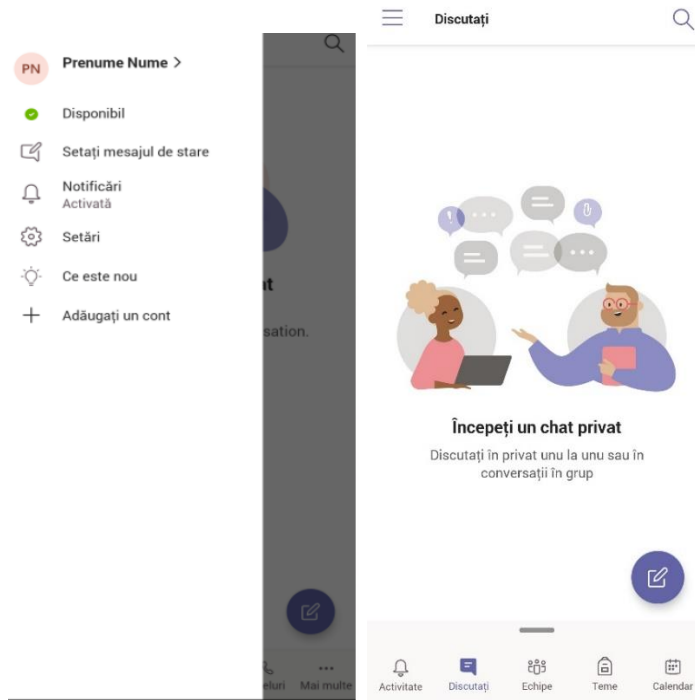 PN
Prenume Nume >
Disponibil
Setați mesajul de stare
Notificări
Activată
Setări
Ce este nou
Adăugați un cont
at
sation.
eluri
Mai multe
Discutați
Începeți un chat privat
Discutați în privat unu la unu sau în
conversații în grup
Activitate
Discutați
Echipe
Teme
Calendar